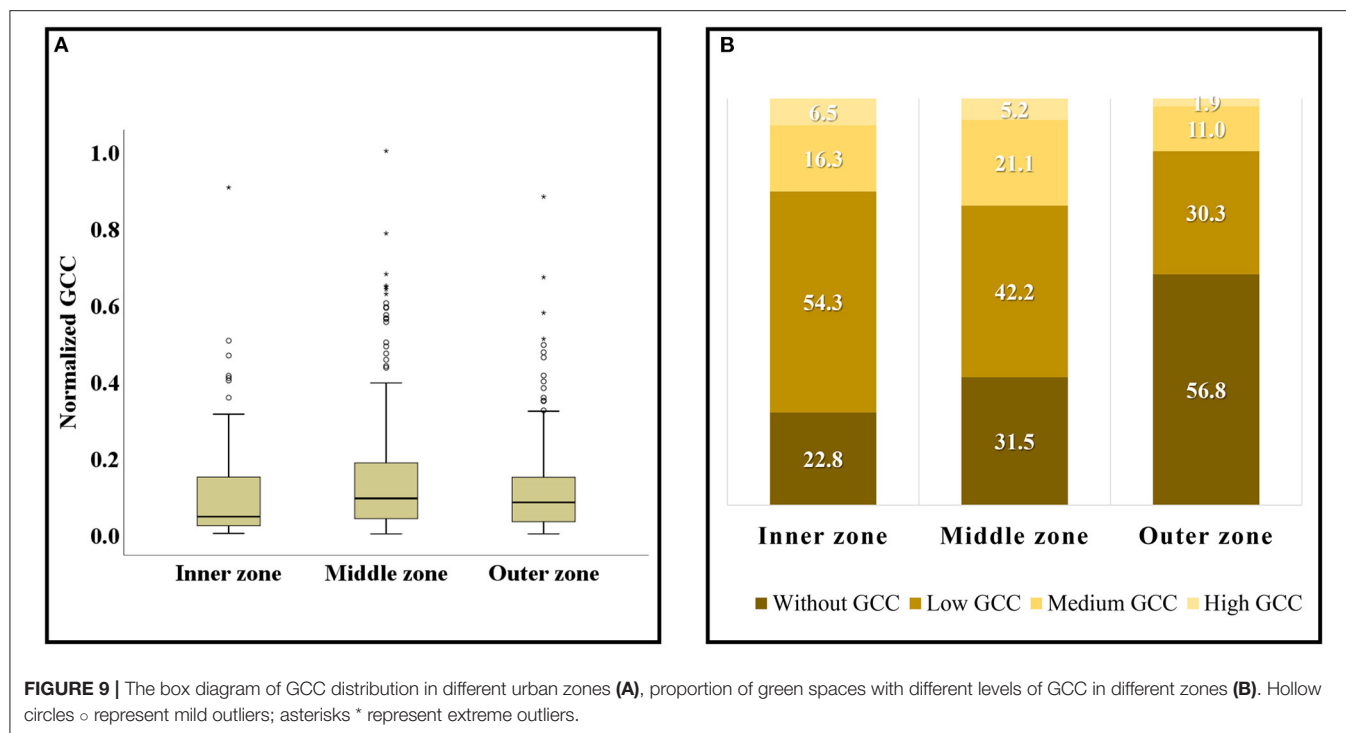 A
1.0
0.8
0.6
0.4
0.2
0.0
Normalized GCC
Inner zone Middle zone Outer zone
B
6.5 5.2 1.9
16.3 21.1 11.0
54.3 42.2 30.3
22.8 31.5 56.8
Inner zone Middle zone Outer zone
Without GCC Low GCC Medium GCC High GCC
FIGURE 9 | The box diagram of GCC distribution in different urban zones (A), proportion of green spaces with different levels of GCC in different zones (B). Hollow
circles ○ represent mild outliers; asterisks * represent extreme outliers.